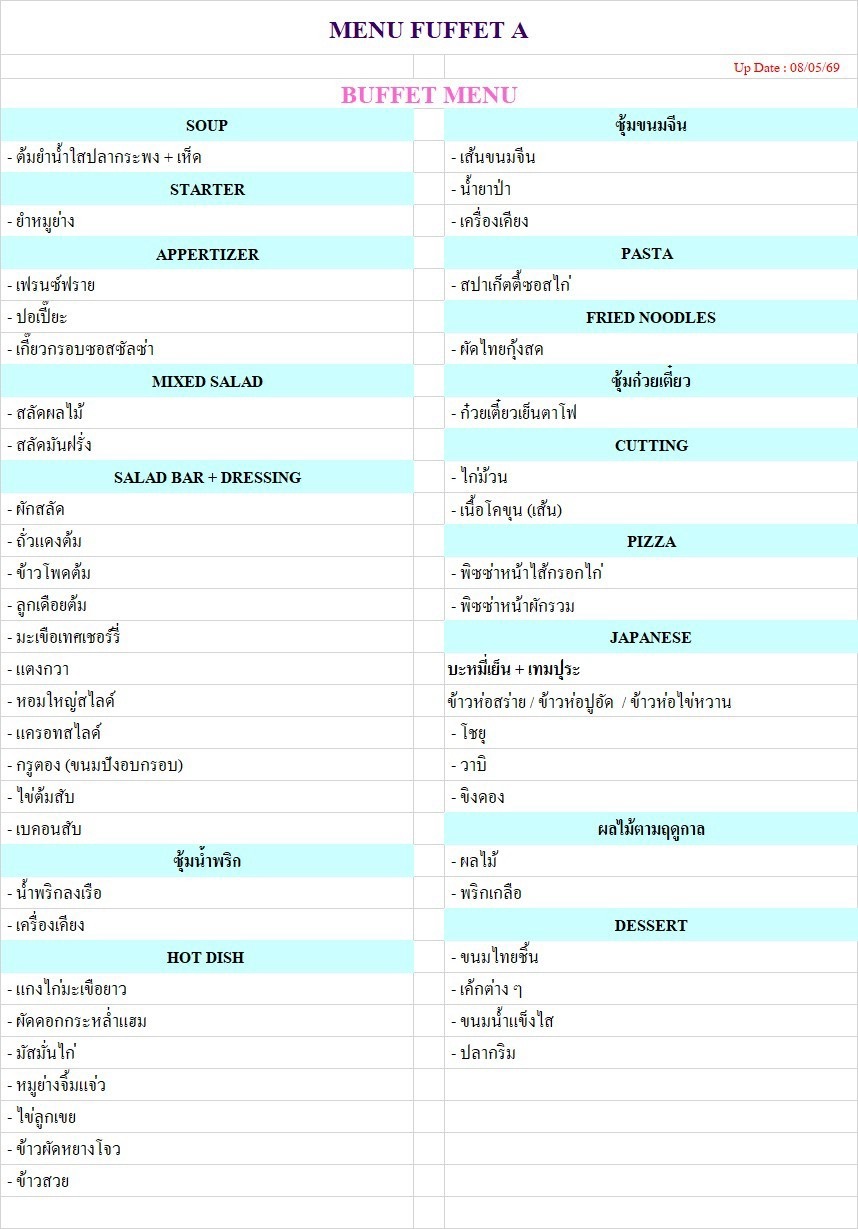 MENU FUFFET A
Up Date : 08/05/69
BUFFET MENU
SOUP
- ต้มยำน้ำใสปลากระพง + เห็ด
STARTER
- ยำหมูย่าง
APPERTIZER
- เฟรนซ์ฟราย
- ปอเปี๊ยะ
- เกี๊ยวกรอบซอสซัลซ่า
MIXED SALAD
- สลัดผลไม้
- สลัดมันฝรั่ง
SALAD BAR + DRESSING
- ผักสลัด
- ถั่วแดงต้ม
- ข้าวโพดต้ม
- ลูกเดือยต้ม
- มะเขือเทศเชอร์รี่
- แตงกวา
- หอมใหญ่สไลค์
- แครอทสไลค์
- กรูตอง (ขนมปังอบกรอบ)
- ไข่ต้มสับ
- เบคอนสับ
ซุ้มน้ำพริก
- น้ำพริกลงเรือ
- เครื่องเคียง
HOT DISH
- แกงไก่มะเขือยาว
- ผัดดอกกระหล่ำแฮม
- มัสมั่นไก่
- หมูย่างจิ้มแจ่ว
- ไข่ลูกเขย
- ข้าวผัดหยางโจว
- ข้าวสวย
ซุ้มขนมจีน
- เส้นขนมจีน
- น้ำยาป่า
- เครื่องเคียง
PASTA
- สปาเก็ตตี้ซอสไก่
FRIED NOODLES
- ผัดไทยกุ้งสด
ซุ้มก๋วยเตี๋ยว
- ก๋วยเตี๋ยวเย็นตาโฟ
CUTTING
- ไก่ม้วน
- เนื้อโคขุน (เส้น)
PIZZA
- พิซซ่าหน้าไส้กรอกไก่
- พิซซ่าหน้าผักรวม
JAPANESE
บะหมี่เย็น + เทมปุระ
ข้าวห่อสร่าย / ข้าวห่อปูอัด / ข้าวห่อไข่หวาน
- โชยุ
- วาบิ
- ขิงดอง
ผลไม้ตามฤดูกาล
- ผลไม้
- พริกเกลือ
DESSERT
- ขนมไทยชิ้น
- เค้กต่าง ๆ
- ขนมน้ำแข็งใส
- ปลากริม